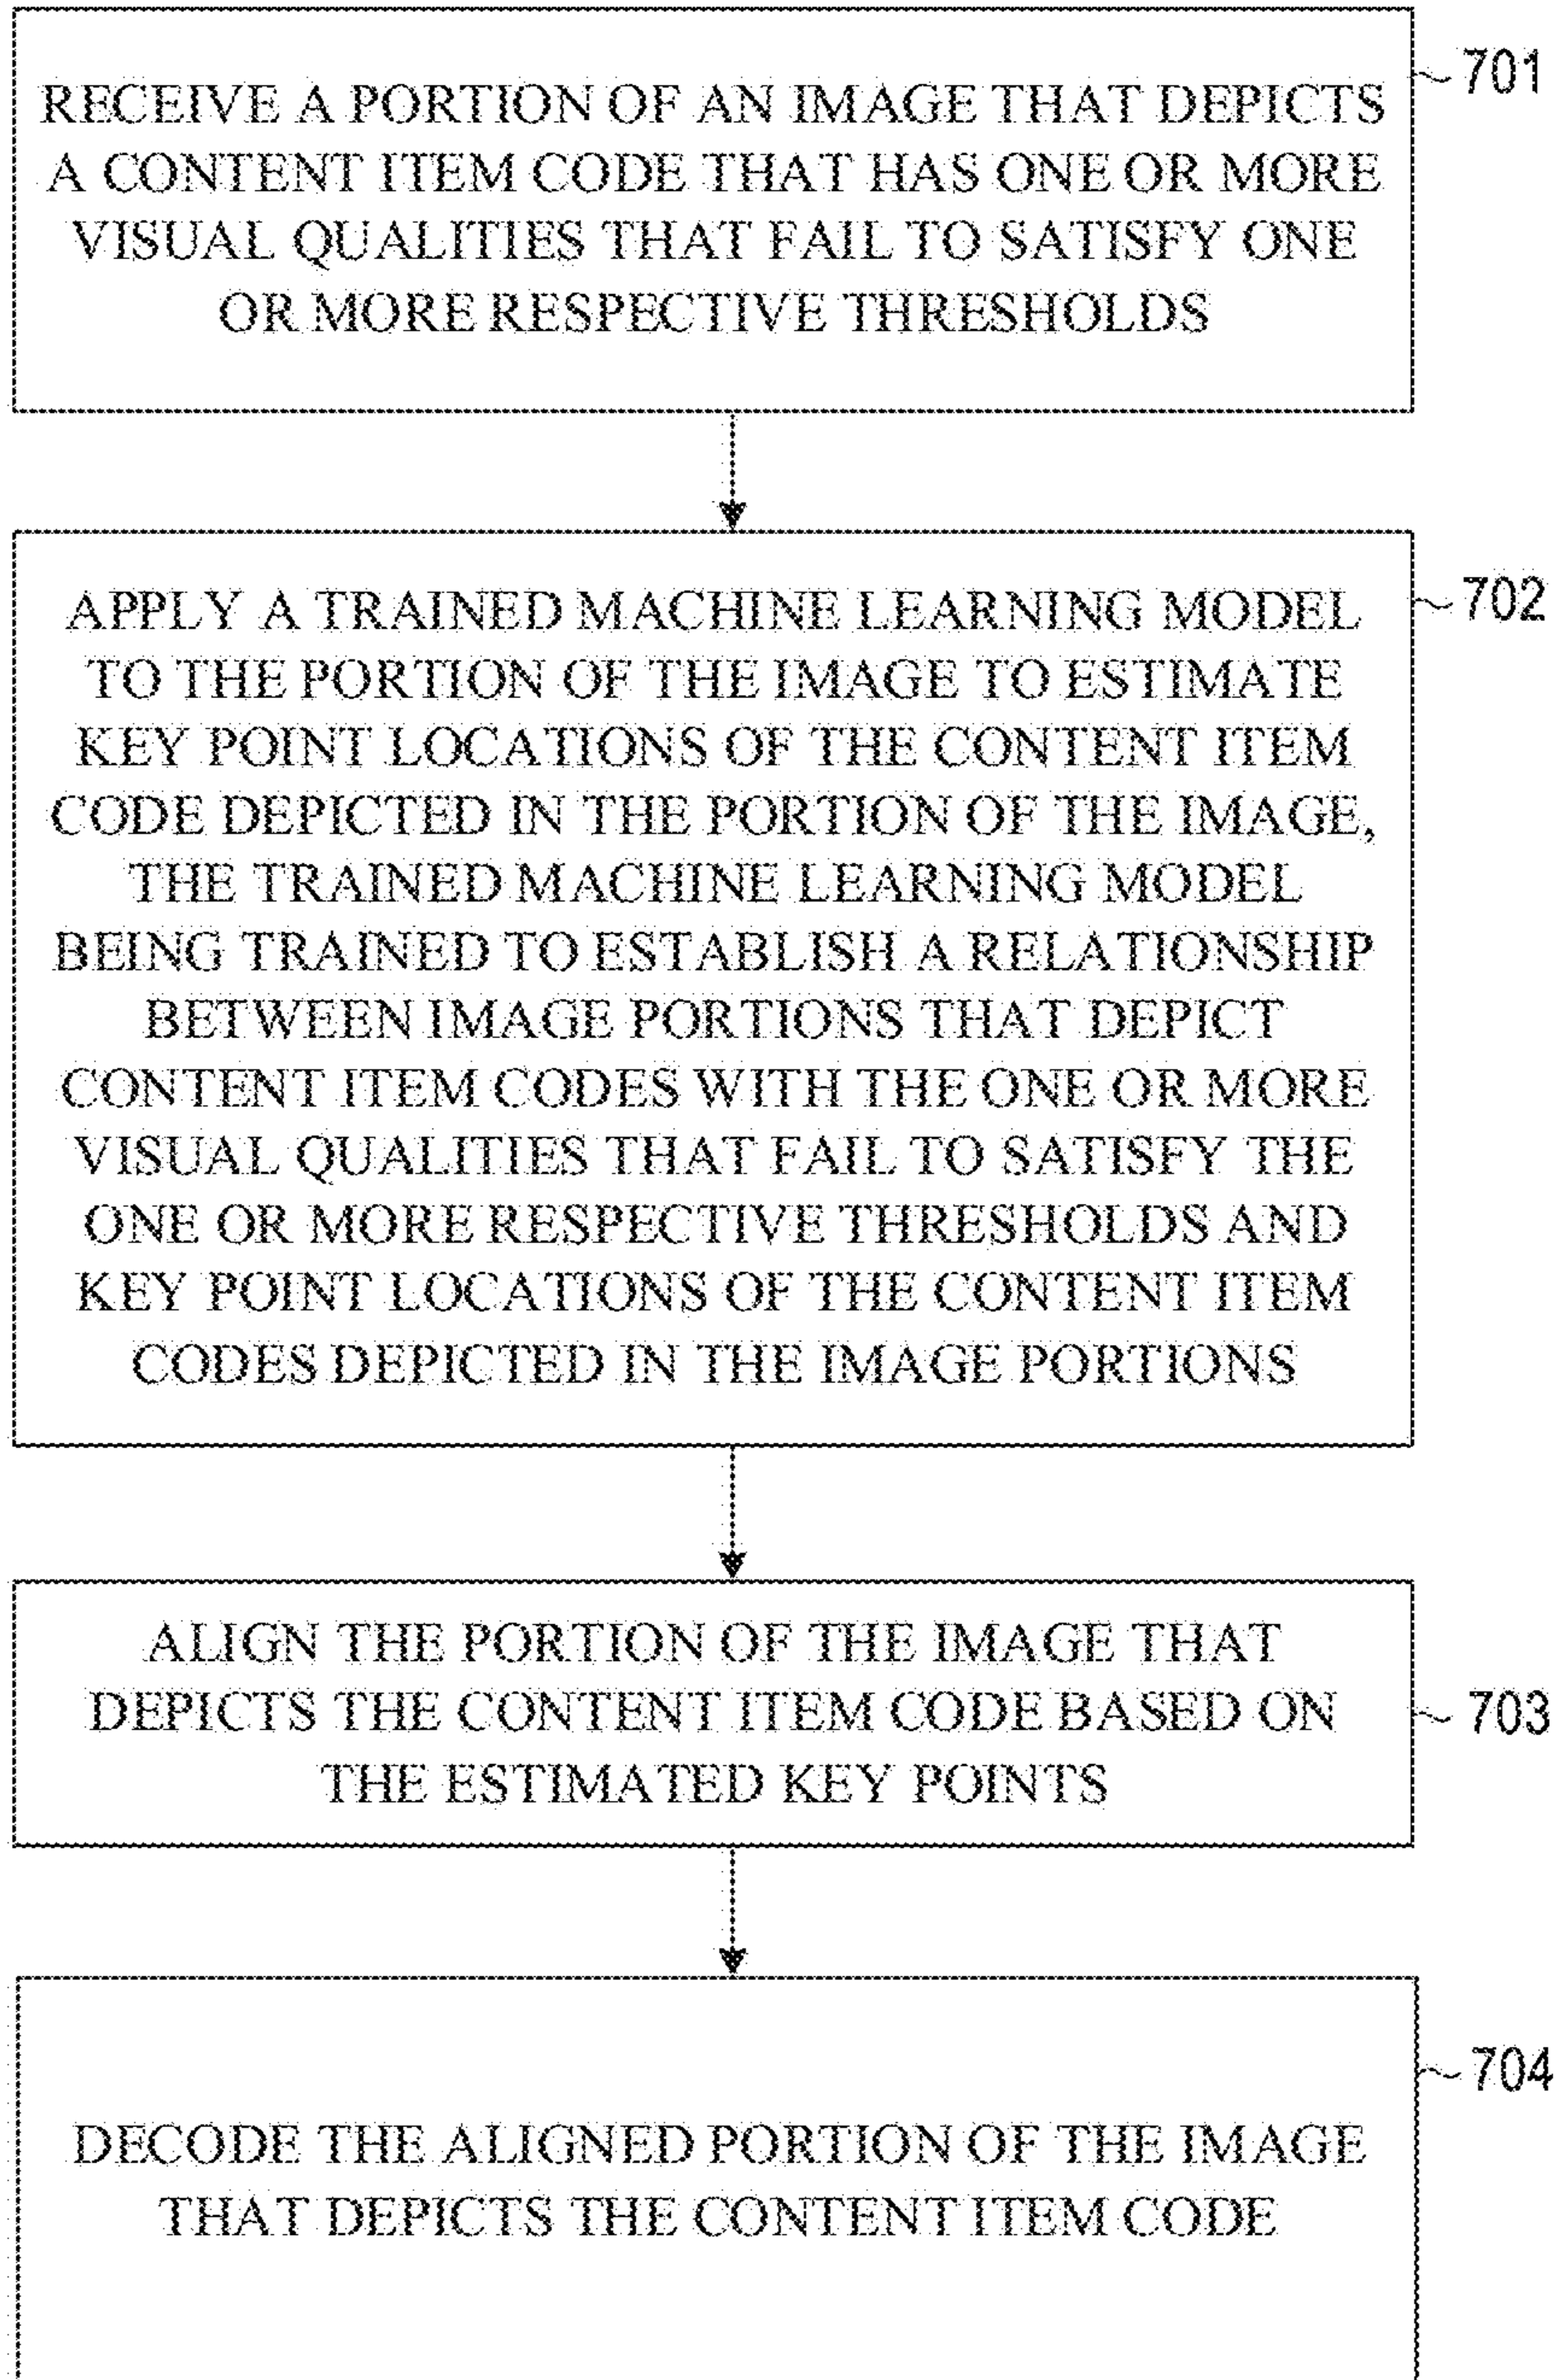 RECEIVE A PORTION OF AN IMAGE THAT DEPICTS
A CONTENT ITEM CODE THAT HAS ONE OR MORE
VISUAL QUALITIES THAT FAIL TO SATISFY ONE
OR MORE RESPECTIVE THRESHOLDS
701
APPLY A TRAINED MACHINE LEARNING MODEL
TO THE PORTION OF THE IMAGE TO ESTIMATE
KEY POINT LOCATIONS OF THE CONTENT ITEM
CODE DEPICTED IN THE PORTION OF THE IMAGE,
THE TRAINED MACHINE LEARNING MODEL
BEING TRAINED TO ESTABLISH A RELATIONSHIP
BETWEEN IMAGE PORTIONS THAT DEPICT
CONTENT ITEM CODES WITH THE ONE OR MORE
VISUAL QUALITIES THAT FAIL TO SATISFY THE
ONE OR MORE RESPECTIVE THRESHOLDS AND
KEY POINT LOCATIONS OF THE CONTENT ITEM
CODES DEPICTED IN THE IMAGE PORTIONS
702
ALIGN THE PORTION OF THE IMAGE THAT
DEPICTS THE CONTENT ITEM CODE BASED ON
THE ESTIMATED KEY POINTS
703
DECODE THE ALIGNED PORTION OF THE IMAGE
THAT DEPICTS THE CONTENT ITEM CODE
704